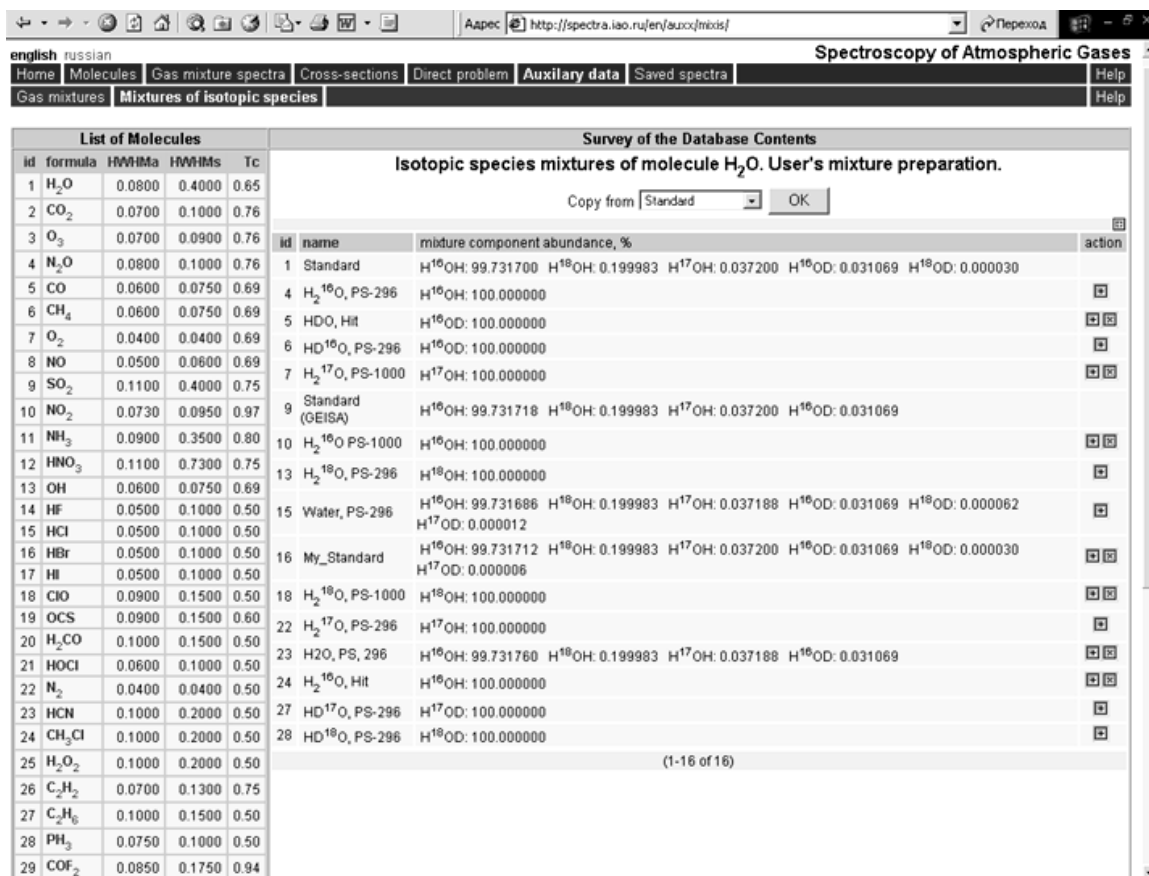 Адрес http://spectra.iao.ru/en/auxx/mixis/ Переход
english russian Spectroscopy of Atmospheric Gases
Home Molecules Gas mixture spectra Cross-sections Direct problem Auxilary data Saved spectra Help
Gas mixtures Mixtures of isotopic species Help
List of Molecules
id formula HWHMa HWHMs Tc
1 H₂O 0.0800 0.4000 0.65
2 CO₂ 0.0700 0.1000 0.76
3 O₃ 0.0700 0.0900 0.76
4 N₂O 0.0800 0.1000 0.76
5 CO 0.0600 0.0750 0.69
6 CH₄ 0.0600 0.0750 0.69
7 O₂ 0.0400 0.0400 0.69
8 NO 0.0500 0.0600 0.69
9 SO₂ 0.1100 0.4000 0.75
10 NO₂ 0.0730 0.0950 0.97
11 NH₃ 0.0900 0.3500 0.80
12 HNO₃ 0.1100 0.7300 0.75
13 OH 0.0600 0.0750 0.69
14 HF 0.0500 0.1000 0.50
15 HCl 0.0500 0.1000 0.50
16 HBr 0.0500 0.1000 0.50
17 HI 0.0500 0.1000 0.50
18 ClO 0.0900 0.1500 0.50
19 OCS 0.0900 0.1500 0.60
20 H₂CO 0.1000 0.1500 0.50
21 HOCl 0.0600 0.1000 0.50
22 N₂ 0.0400 0.0400 0.50
23 HCN 0.1000 0.2000 0.50
24 CH₃Cl 0.1000 0.2000 0.50
25 H₂O₂ 0.1000 0.2000 0.50
26 C₂H₂ 0.0700 0.1300 0.75
27 C₂H₆ 0.1000 0.1500 0.50
28 PH₃ 0.0750 0.1000 0.50
29 COF₂ 0.0850 0.1750 0.94
Survey of the Database Contents
Isotopic species mixtures of molecule H₂O. User's mixture preparation.
Copy from Standard OK
id name mixture component abundance, % action
1 Standard H¹⁶OH: 99.731700 H¹⁸OH: 0.199983 H¹⁷OH: 0.037200 H¹⁶OD: 0.031069 H¹⁸OD: 0.000030
4 H₂¹⁶O, PS-296 H¹⁶OH: 100.000000
5 HDO, Hit H¹⁶OD: 100.000000
6 HD¹⁶O, PS-296 H¹⁶OD: 100.000000
7 H₂¹⁷O, PS-1000 H¹⁷OH: 100.000000
9 Standard
(GEISA) H¹⁶OH: 99.731718 H¹⁸OH: 0.199983 H¹⁷OH: 0.037200 H¹⁶OD: 0.031069
10 H₂¹⁶O PS-1000 H¹⁶OH: 100.000000
13 H₂¹⁸O, PS-296 H¹⁸OH: 100.000000
15 Water, PS-296 H¹⁶OH: 99.731686 H¹⁸OH: 0.199983 H¹⁷OH: 0.037188 H¹⁶OD: 0.031069 H¹⁸OD: 0.000062
H¹⁷OD: 0.000012
16 My_Standard H¹⁶OH: 99.731712 H¹⁸OH: 0.199983 H¹⁷OH: 0.037200 H¹⁶OD: 0.031069 H¹⁸OD: 0.000030
H¹⁷OD: 0.000006
18 H₂¹⁸O, PS-1000 H¹⁸OH: 100.000000
22 H₂¹⁷O, PS-296 H¹⁷OH: 100.000000
23 H2O, PS, 296 H¹⁶OH: 99.731760 H¹⁸OH: 0.199983 H¹⁷OH: 0.037188 H¹⁶OD: 0.031069
24 H₂¹⁶O, Hit H¹⁶OH: 100.000000
27 HD¹⁷O, PS-296 H¹⁷OD: 100.000000
28 HD¹⁸O, PS-296 H¹⁸OD: 100.000000
(1-16 of 16)